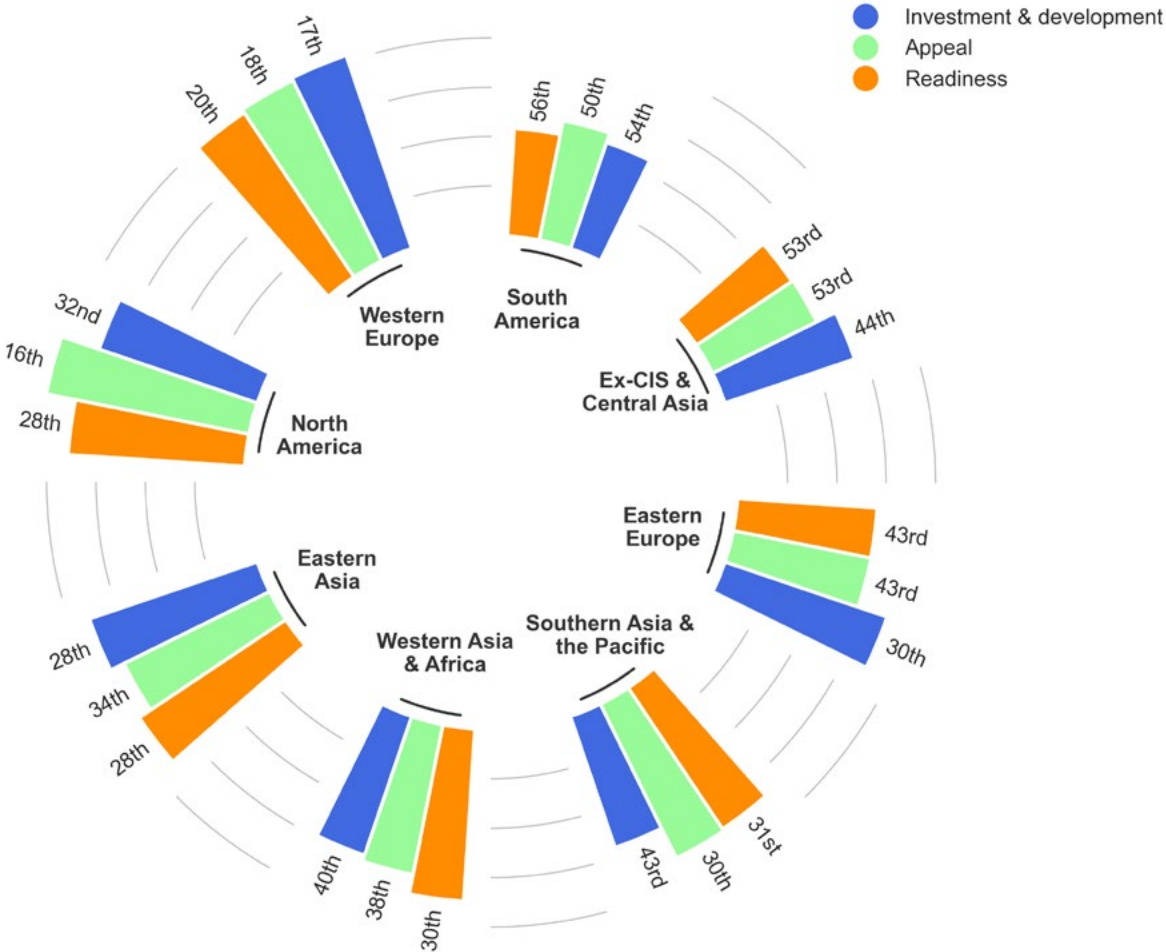 Investment & development
Appeal
Readiness
20th
18th
17th
Western
Europe
56th
50th
54th
South
America
53rd
53rd
44th
Ex-CIS &
Central Asia
43rd
43rd
30th
Eastern
Europe
31st
30th
43rd
Southern Asia &
the Pacific
30th
38th
40th
Western Asia
& Africa
28th
34th
28th
Eastern
Asia
28th
16th
32nd
North
America